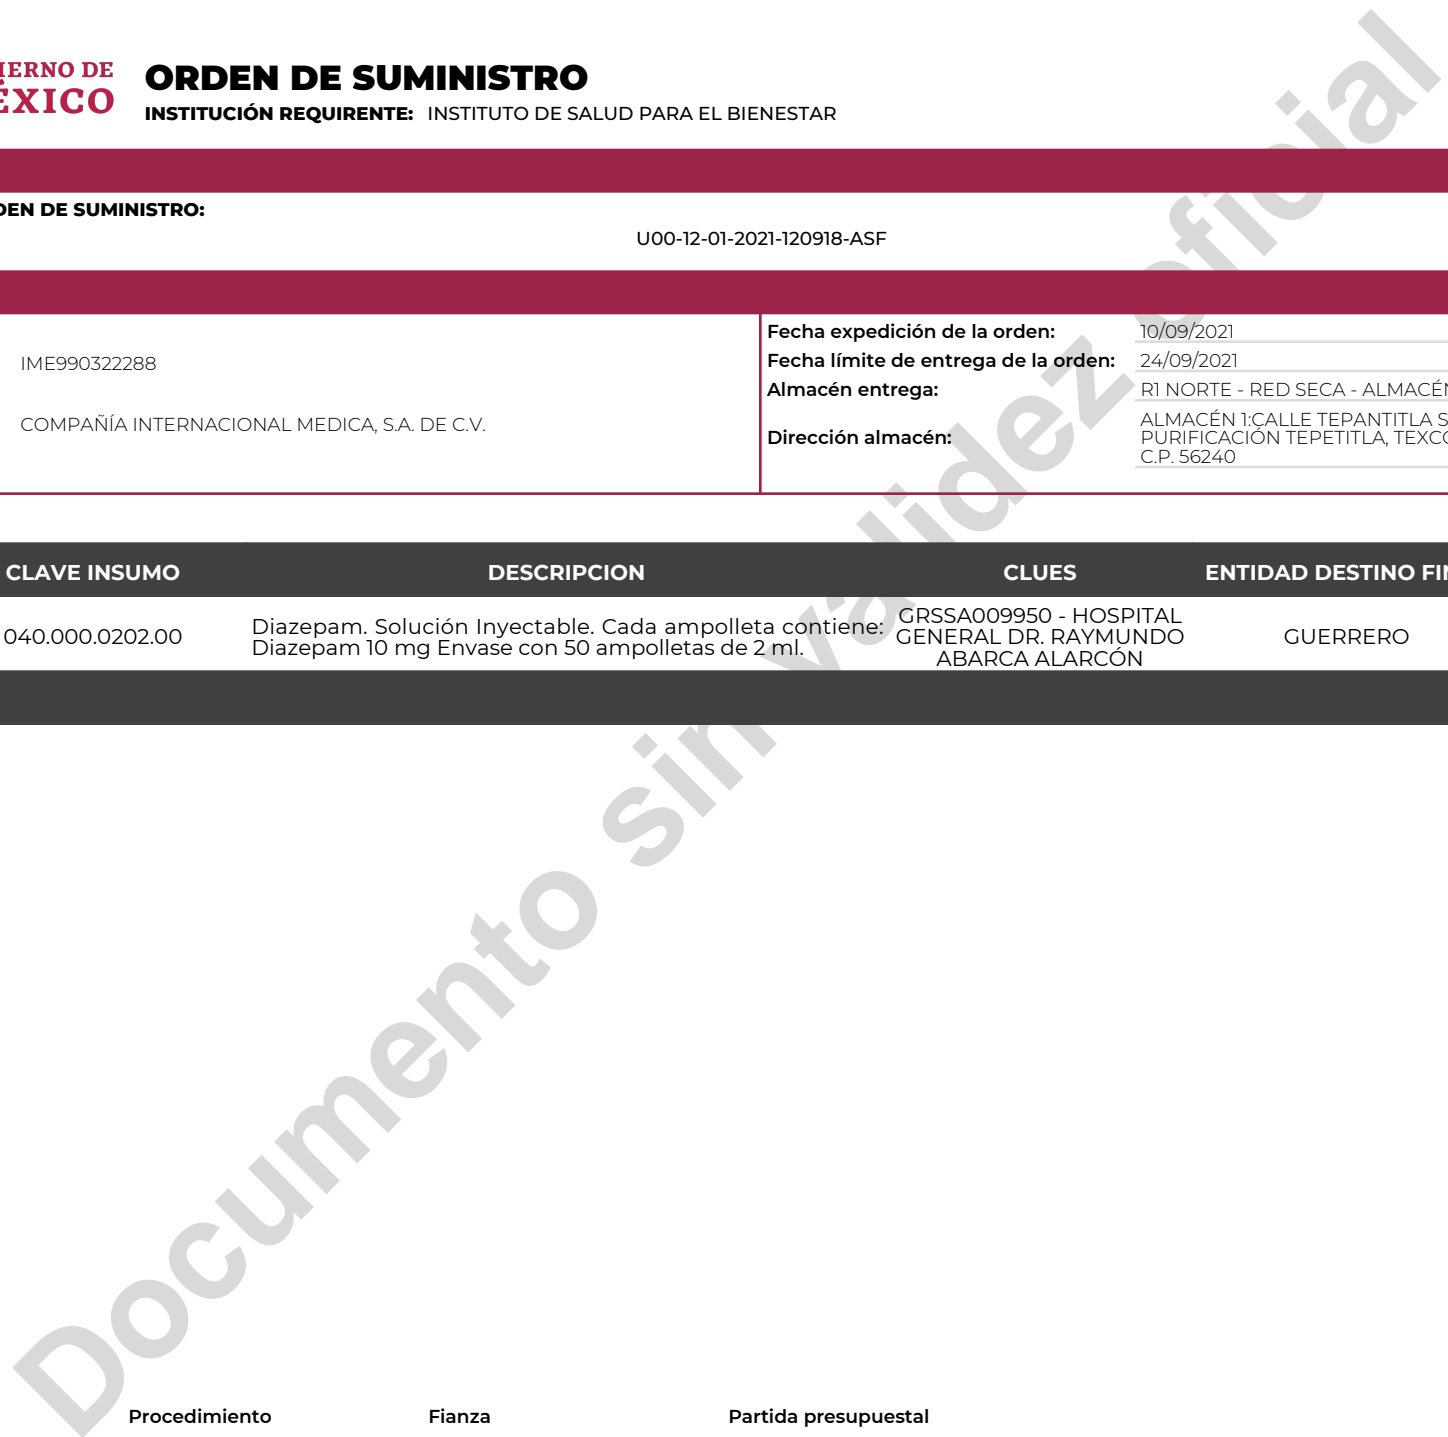 IERNO DE
ÉXICO
ORDEN DE SUMINISTRO
INSTITUCIÓN REQUIRENTE: INSTITUTO DE SALUD PARA EL BIENESTAR
DEN DE SUMINISTRO:
U00-12-01-2021-120918-ASF
IME990322288
COMPAÑÍA INTERNACIONAL MEDICA, S.A. DE C.V.
Fecha expedición de la orden: 10/09/2021
Fecha límite de entrega de la orden: 24/09/2021
Almacén entrega: R1 NORTE - RED SECA - ALMACÉN
Dirección almacén:
ALMACÉN 1:CALLE TEPANTITLA S
PURIFICACIÓN TEPETITLA, TEXCO
C.P. 56240
CLAVE INSUMO DESCRIPCION CLUES ENTIDAD DESTINO FIN
040.000.0202.00
Diazepam. Solución Inyectable. Cada ampolleta contiene:
Diazepam 10 mg Envase con 50 ampolletas de 2 ml.
GRSSA009950 - HOSPITAL
GENERAL DR. RAYMUNDO
ABARCA ALARCÓN
GUERRERO
Documento sin validez oficial
Procedimiento Fianza Partida presupuestal